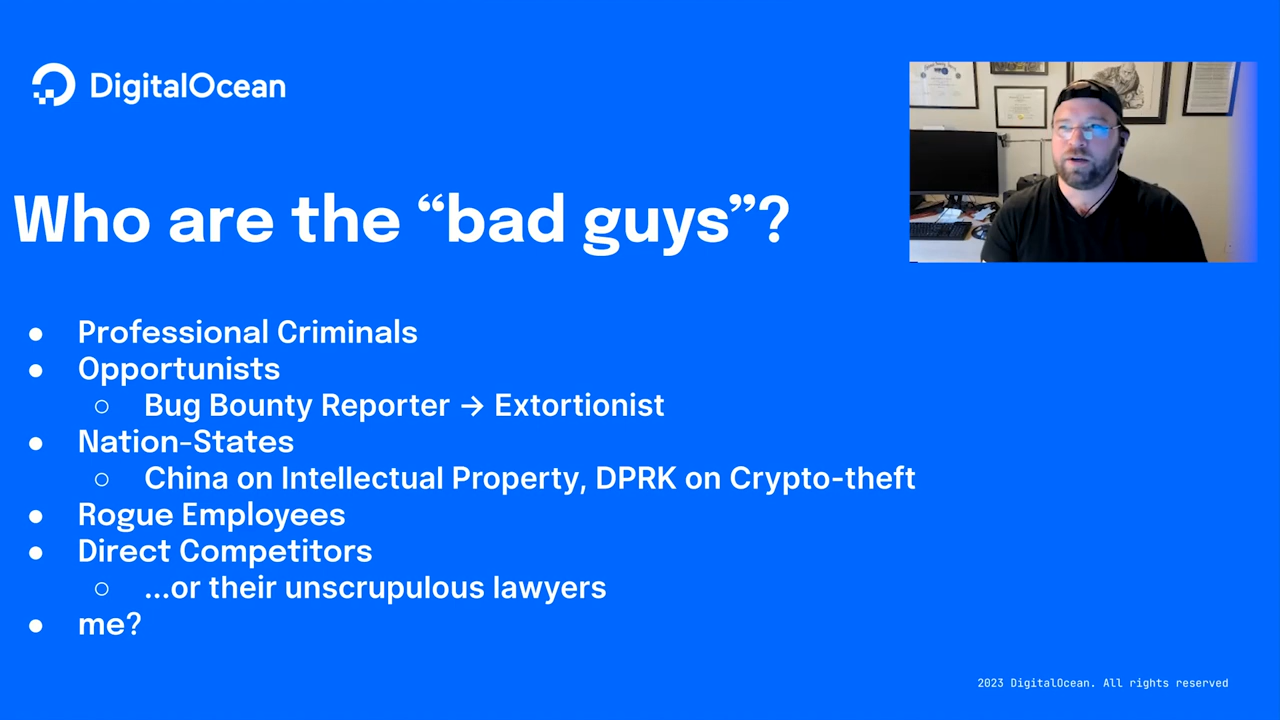 DigitalOcean
Who are the “bad guys”?
● Professional Criminals
● Opportunists
○ Bug Bounty Reporter → Extortionist
● Nation-States
○ China on Intellectual Property, DPRK on Crypto-theft
● Rogue Employees
● Direct Competitors
○ ...or their unscrupulous lawyers
● me?
2023 DigitalOcean. All rights reserved